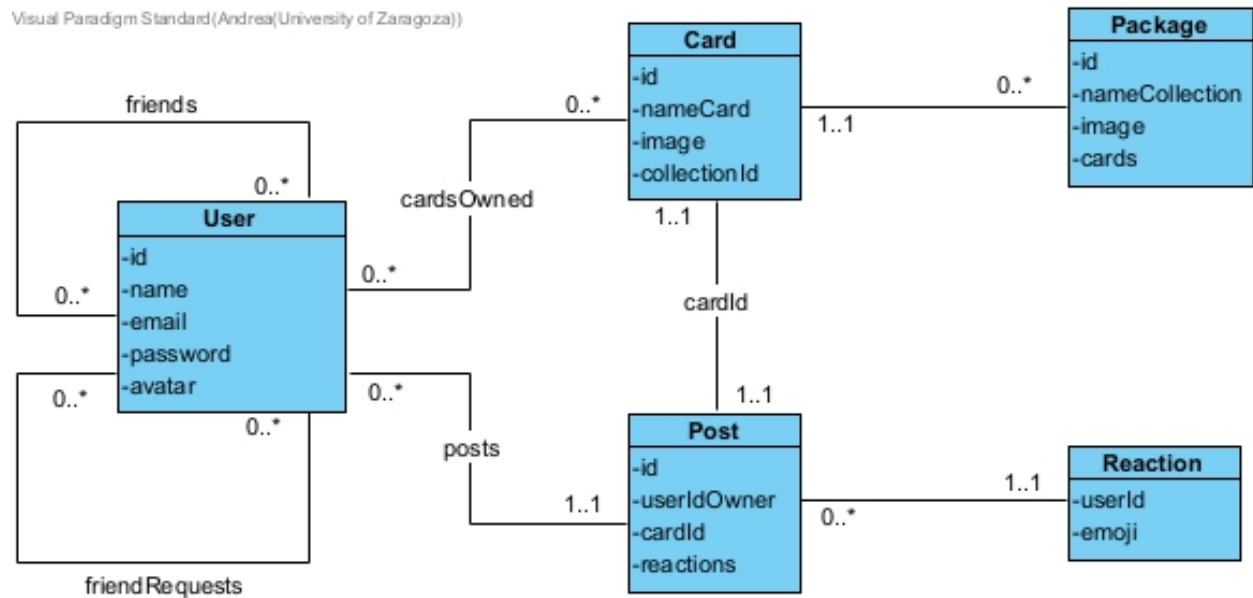 Visual Paradigm Standard(Andrea(University of Zaragoza))
friends
0..*
0..*
User
-id
-name
-email
-password
-avatar
0..*
0..*
friendRequests
0..*
cardsOwned
0..*
Card
-id
-nameCard
-image
-collectionId
1..1
0..*
Package
-id
-nameCollection
-image
-cards
1..1
cardId
1..1
0..*
posts
1..1
Post
-id
-userIdOwner
-cardId
-reactions
0..*
1..1
Reaction
-userId
-emoji